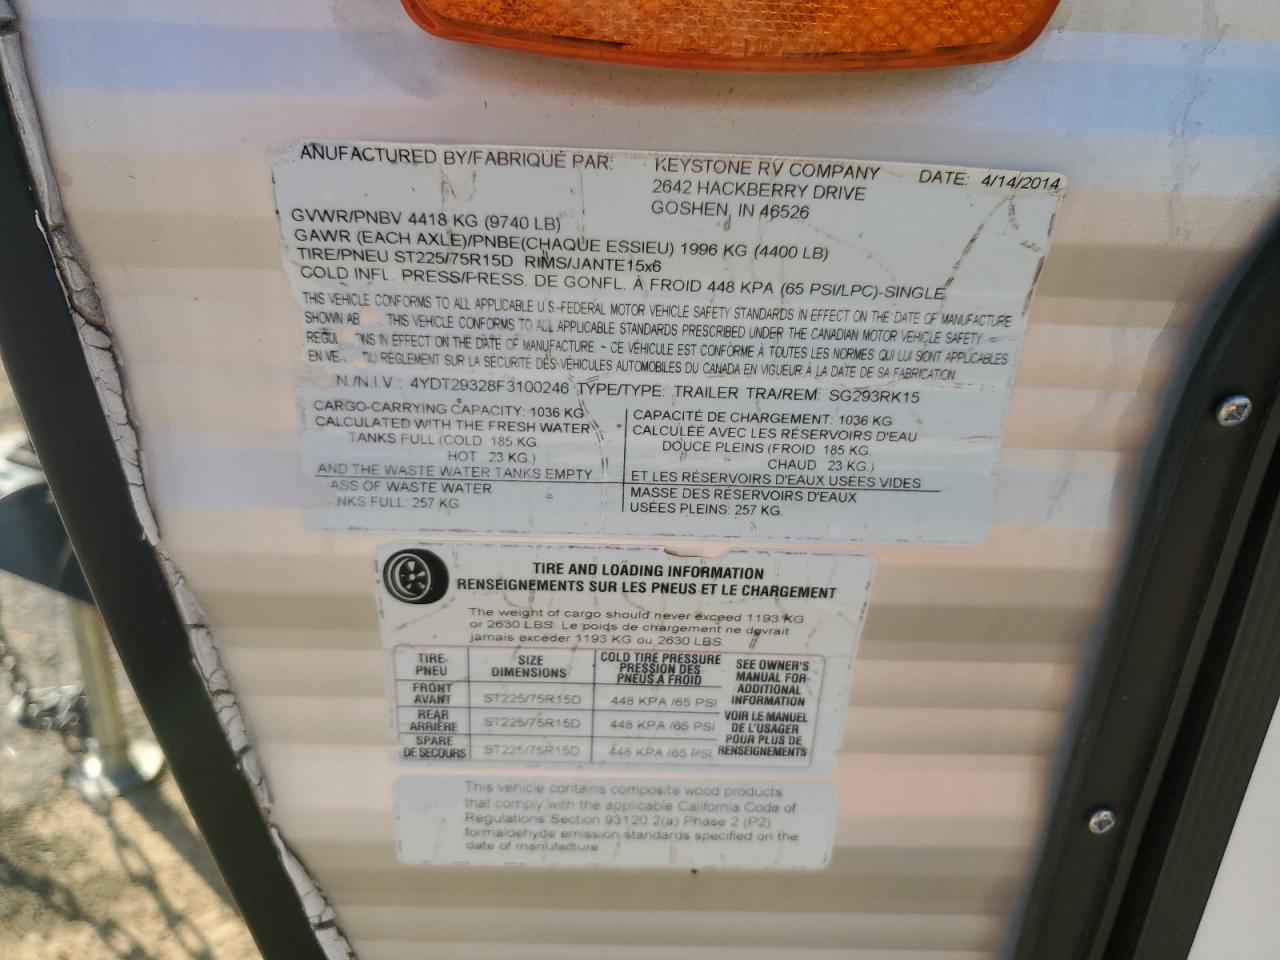 ANUFACTURED BY/FABRIQUÉ PAR: KEYSTONE RV COMPANY DATE: 4/14/2014
2642 HACKBERRY DRIVE
GOSHEN, IN 46526
GVWR/PNBV 4418 KG (9740 LB)
GAWR (EACH AXLE)/PNBE(CHAQUE ESSIEU) 1996 KG (4400 LB)
TIRE/PNEU ST225/75R15D RIMS/JANTE15x6
COLD INFL. PRESS/PRESS. DE GONFL. À FROID 448 KPA (65 PSI/LPC)-SINGLE
THIS VEHICLE CONFORMS TO ALL APPLICABLE U.S.-FEDERAL MOTOR VEHICLE SAFETY STANDARDS IN EFFECT ON THE DATE OF MANUFACTURE
SHOWN AB THIS VEHICLE CONFORMS TO ALL APPLICABLE STANDARDS PRESCRIBED UNDER THE CANADIAN MOTOR VEHICLE SAFETY
REGUL NS IN EFFECT ON THE DATE OF MANUFACTURE. ~ CE VÉHICULE EST CONFORME À TOUTES LES NORMES QUI LUI SONT APPLICABLES
EN VE DU RÈGLEMENT SUR LA SÉCURITÉ DES VÉHICULES AUTOMOBILES DU CANADA EN VIGUEUR À LA DATE DE SA FABRICATION.
.N./N.I.V.: 4YDT29328F3100246 TYPE/TYPE: TRAILER TRA/REM: SG293RK15
CARGO-CARRYING CAPACITY: 1036 KG
CALCULATED WITH THE FRESH WATER
TANKS FULL (COLD 185 KG.
HOT 23 KG.)
AND THE WASTE WATER TANKS EMPTY
ASS OF WASTE WATER
NKS FULL: 257 KG
CAPACITÉ DE CHARGEMENT: 1036 KG
CALCULÉE AVEC LES RÉSERVOIRS D'EAU
DOUCE PLEINS (FROID 185 KG.
CHAUD 23 KG.)
ET LES RÉSERVOIRS D'EAUX USÉES VIDES
MASSE DES RÉSERVOIRS D'EAUX
USÉES PLEINS: 257 KG.
TIRE AND LOADING INFORMATION
RENSEIGNEMENTS SUR LES PNEUS ET LE CHARGEMENT
The weight of cargo should never exceed 1193 KG
or 2630 LBS. Le poids de chargement ne devrait
jamais excéder 1193 KG ou 2630 LBS.
TIRE- PNEU SIZE DIMENSIONS COLD TIRE PRESSURE PRESSION DES PNEUS A FROID
FRONT AVANT ST225/75R15D 448 KPA /65 PSI
REAR ARRIÈRE ST225/75R15D 448 KPA /65 PSI
SPARE DE SECOURS ST225/75R15D 448 KPA /65 PSI
SEE OWNER'S
MANUAL FOR
ADDITIONAL
INFORMATION
VOIR LE MANUEL
DE L'USAGER
POUR PLUS DE
RENSEIGNEMENTS
This vehicle contains composite wood products
that comply with the applicable California Code of
Regulations Section 93120.2(a) Phase 2 (P2)
formaldehyde emission standards specified on the
date of manufacture.